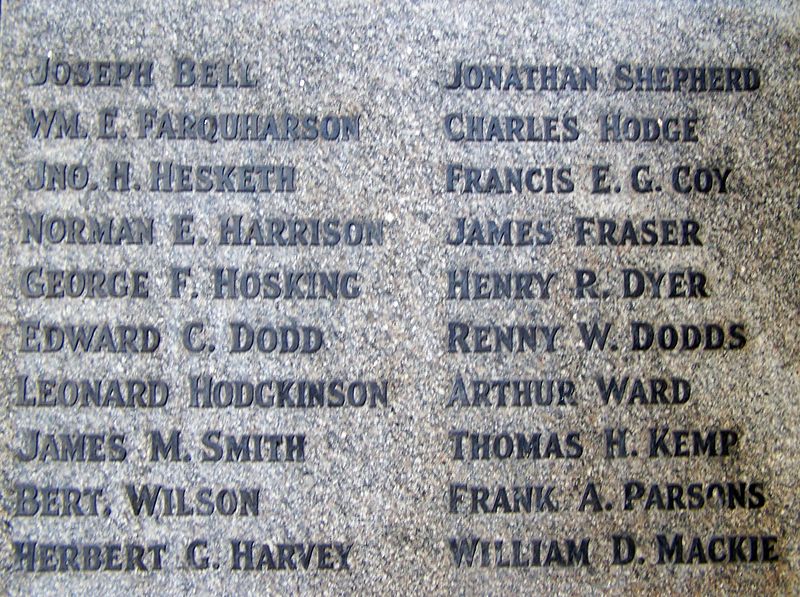 JOSEPH BELL
WM. E. FARQUHARSON
JNO. H. HESKETH
NORMAN E. HARRISON
GEORGE F. HOSKING
EDWARD C. DODD
LEONARD HODGKINSON
JAMES M. SMITH
BERT. WILSON
HERBERT G. HARVEY
JONATHAN SHEPHERD
CHARLES HODGE
FRANCIS E. G. COY
JAMES FRASER
HENRY R. DYER
RENNY W. DODDS
ARTHUR WARD
THOMAS H. KEMP
FRANK A. PARSONS
WILLIAM D. MACKIE